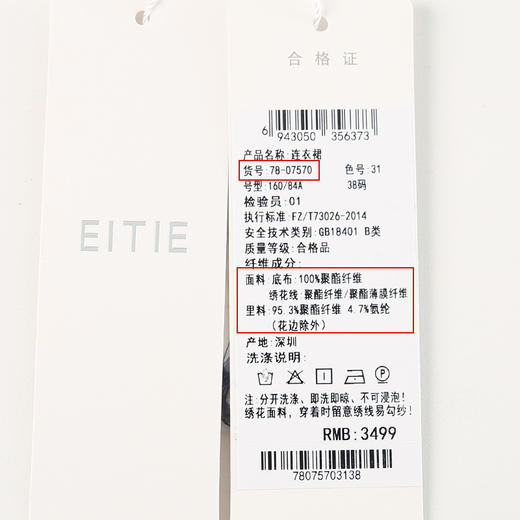 EITIE
合格证
6 943050 356373
产品名称:连衣裙
货号:78-07570 色号:31
号型:160/84A 38码
检验员:01
执行标准:FZ/T73026-2014
安全技术类别:GB18401 B类
质量等级:合格品
纤维成分:
面料:底布:100%聚酯纤维
绣花线:聚酯纤维/聚酯薄膜纤维
里料:95.3%聚酯纤维 4.7%氨纶
(花边除外)
产地:深圳
洗涤说明:
P
注:分开洗涤、即洗即晾、不可浸泡!
绣花面料,穿着时留意绣线易勾纱!
RMB:3499
78075703138